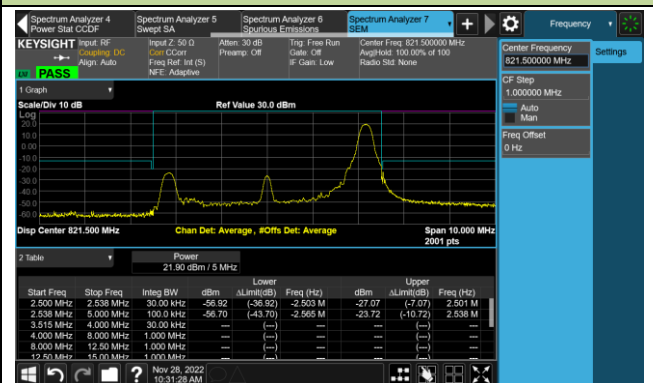 Spectrum Analyzer 4
Power Stat CCDF
Spectrum Analyzer 5
Swept SA
Spectrum Analyzer 6
Spurious Emissions
Spectrum Analyzer 7
SEM
Frequency
KEYSIGHT
Input: RF
Coupling: DC
Align: Auto
Input Z: 50 Ω
Corr CCorr
Freq Ref: Int (S)
NFE: Adaptive
Atten: 30 dB
Preamp: Off
Trig: Free Run
Gate: Off
IF Gain: Low
Center Freq: 821.500000 MHz
Avg|Hold: 100.00% of 100
Radio Std: None
PASS
Center Frequency
821.500000 MHz
Settings
CF Step
1.000000 MHz
Auto
Man
Freq Offset
0 Hz
1 Graph
Scale/Div 10 dB
Ref Value 30.0 dBm
Log
20.0
10.0
0.00
-10.0
-20.0
-30.0
-40.0
-50.0
-60.0
Disp Center 821.500 MHz
Chan Det: Average , #Offs Det: Average
Span 10.000 MHz
2001 pts
2 Table
Power
21.90 dBm / 5 MHz
Lower
Upper
Start Freq Stop Freq Integ BW dBm ΔLimit(dB) Freq (Hz) dBm ΔLimit(dB) Freq (Hz)
2.500 MHz 2.538 MHz 30.00 kHz -56.92 (-36.92) -2.503 M -27.07 (-7.07) 2.501 M
2.538 MHz 5.000 MHz 100.0 kHz -56.70 (-43.70) -2.565 M -23.72 (-10.72) 2.538 M
3.515 MHz 4.000 MHz 30.00 kHz --- (---) --- --- (---) ---
4.000 MHz 8.000 MHz 1.000 MHz --- (---) --- --- (---) ---
8.000 MHz 12.50 MHz 1.000 MHz --- (---) --- --- (---) ---
12.50 MHz 15.00 MHz 1.000 MHz --- (---) --- --- (---) ---
?
Nov 28, 2022
10:31:28 AM